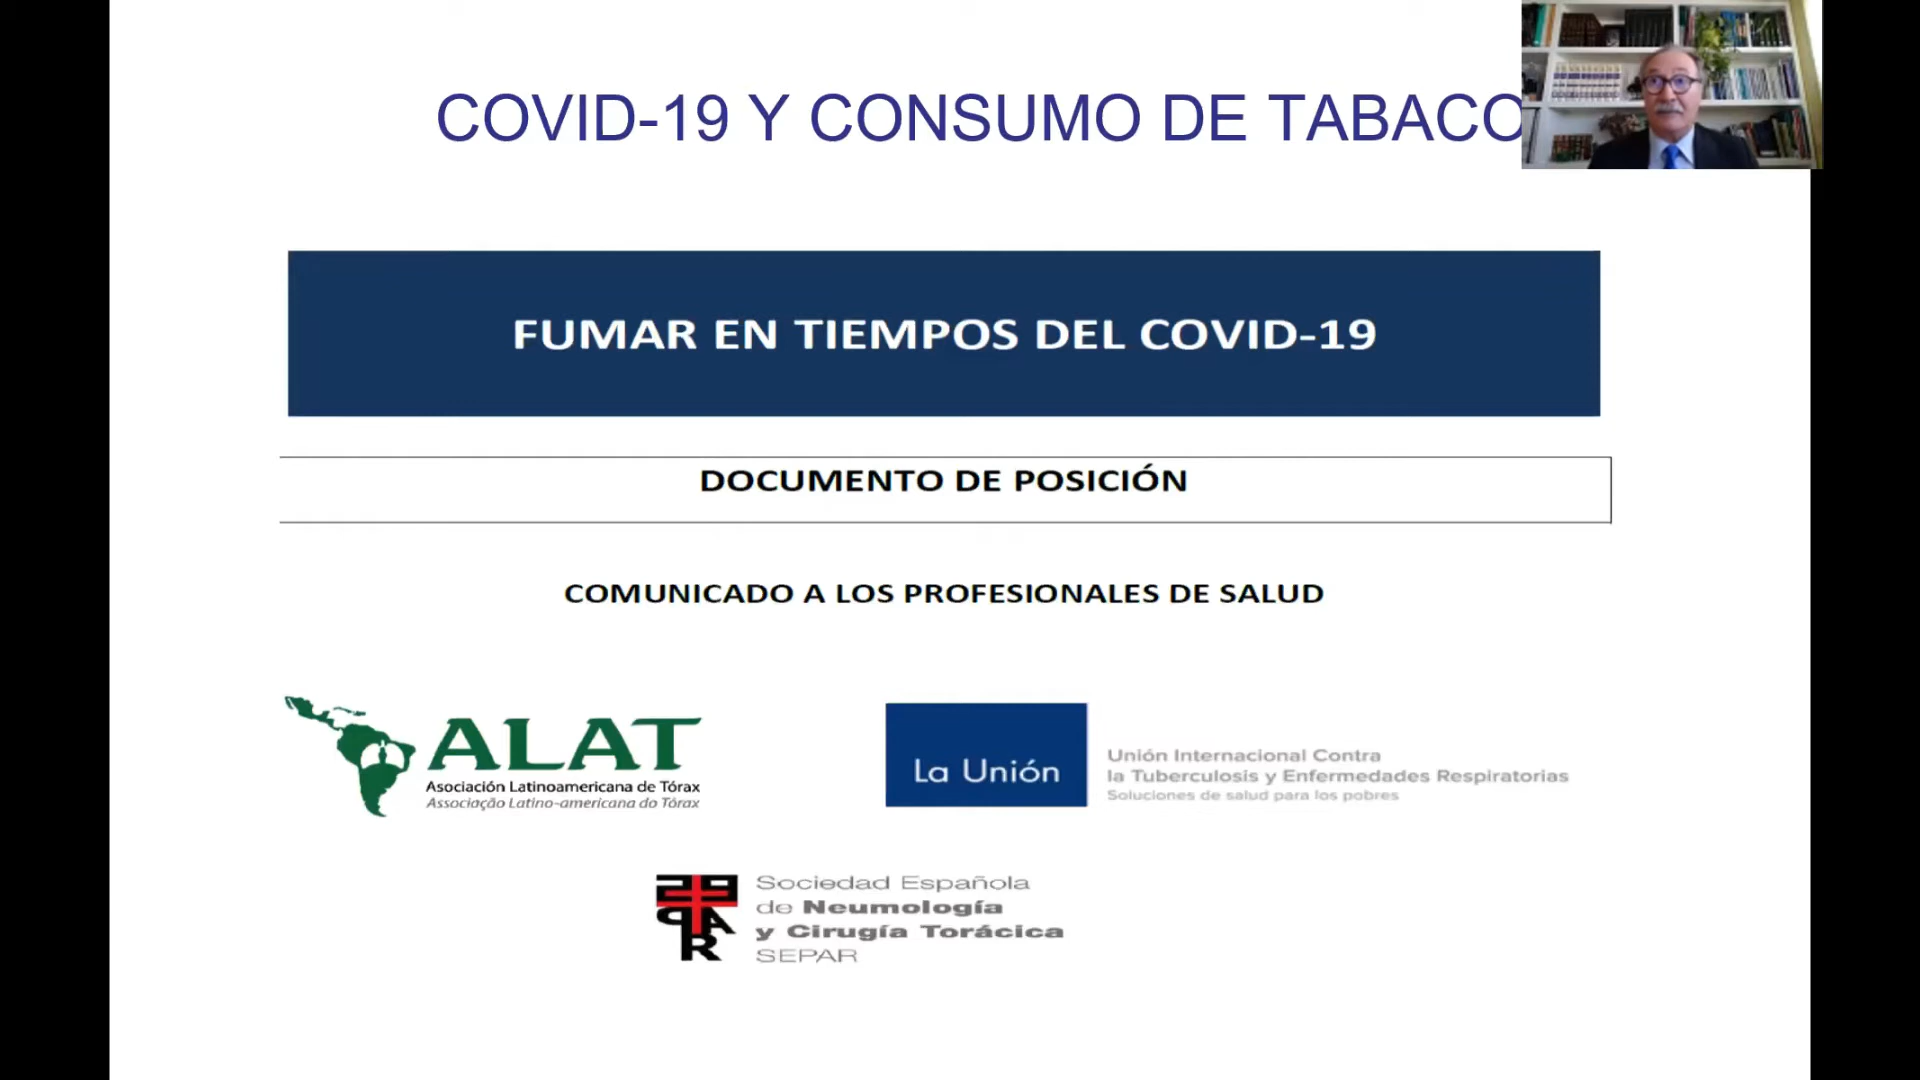 COVID-19 Y CONSUMO DE TABACO
FUMAR EN TIEMPOS DEL COVID-19
DOCUMENTO DE POSICIÓN
COMUNICADO A LOS PROFESIONALES DE SALUD
ALAT
Asociación Latinoamericana de Tórax
Associação Latino-americana do Tórax
La Unión
Unión Internacional Contra
la Tuberculosis y Enfermedades Respiratorias
Soluciones de salud para los pobres
SEPAR
Sociedad Española
de Neumología
y Cirugía Torácica
SEPAR